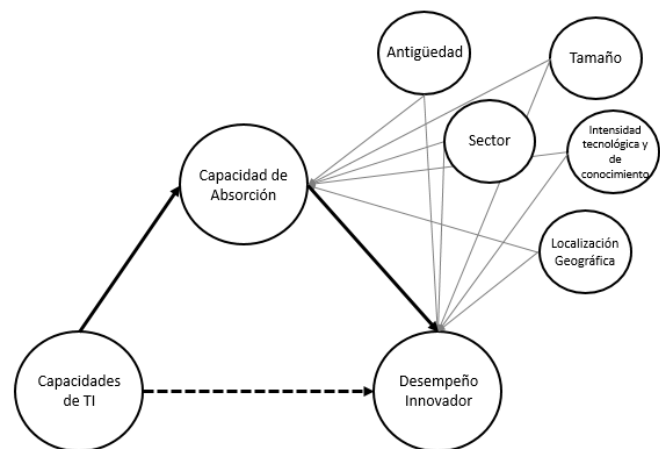 Antigüedad
Tamaño
Sector
Intensidad
tecnológica y
de
conocimiento
Capacidad de
Absorción
Localización
Geográfica
Capacidades
de TI
Desempeño
Innovador